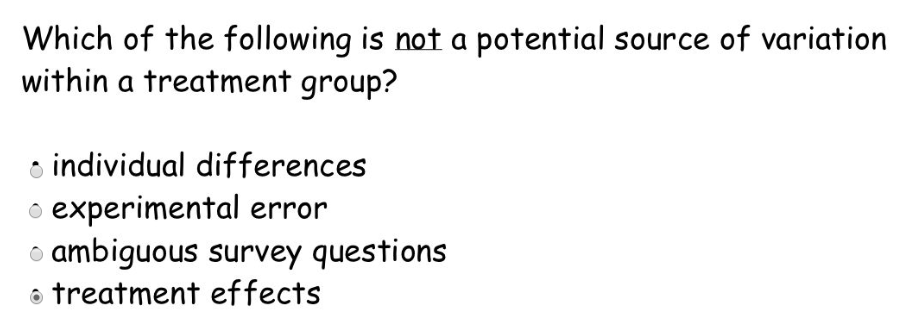 Which of the following is not a potential source of variation
within a treatment group?
individual differences
experimental error
ambiguous survey questions
treatment effects